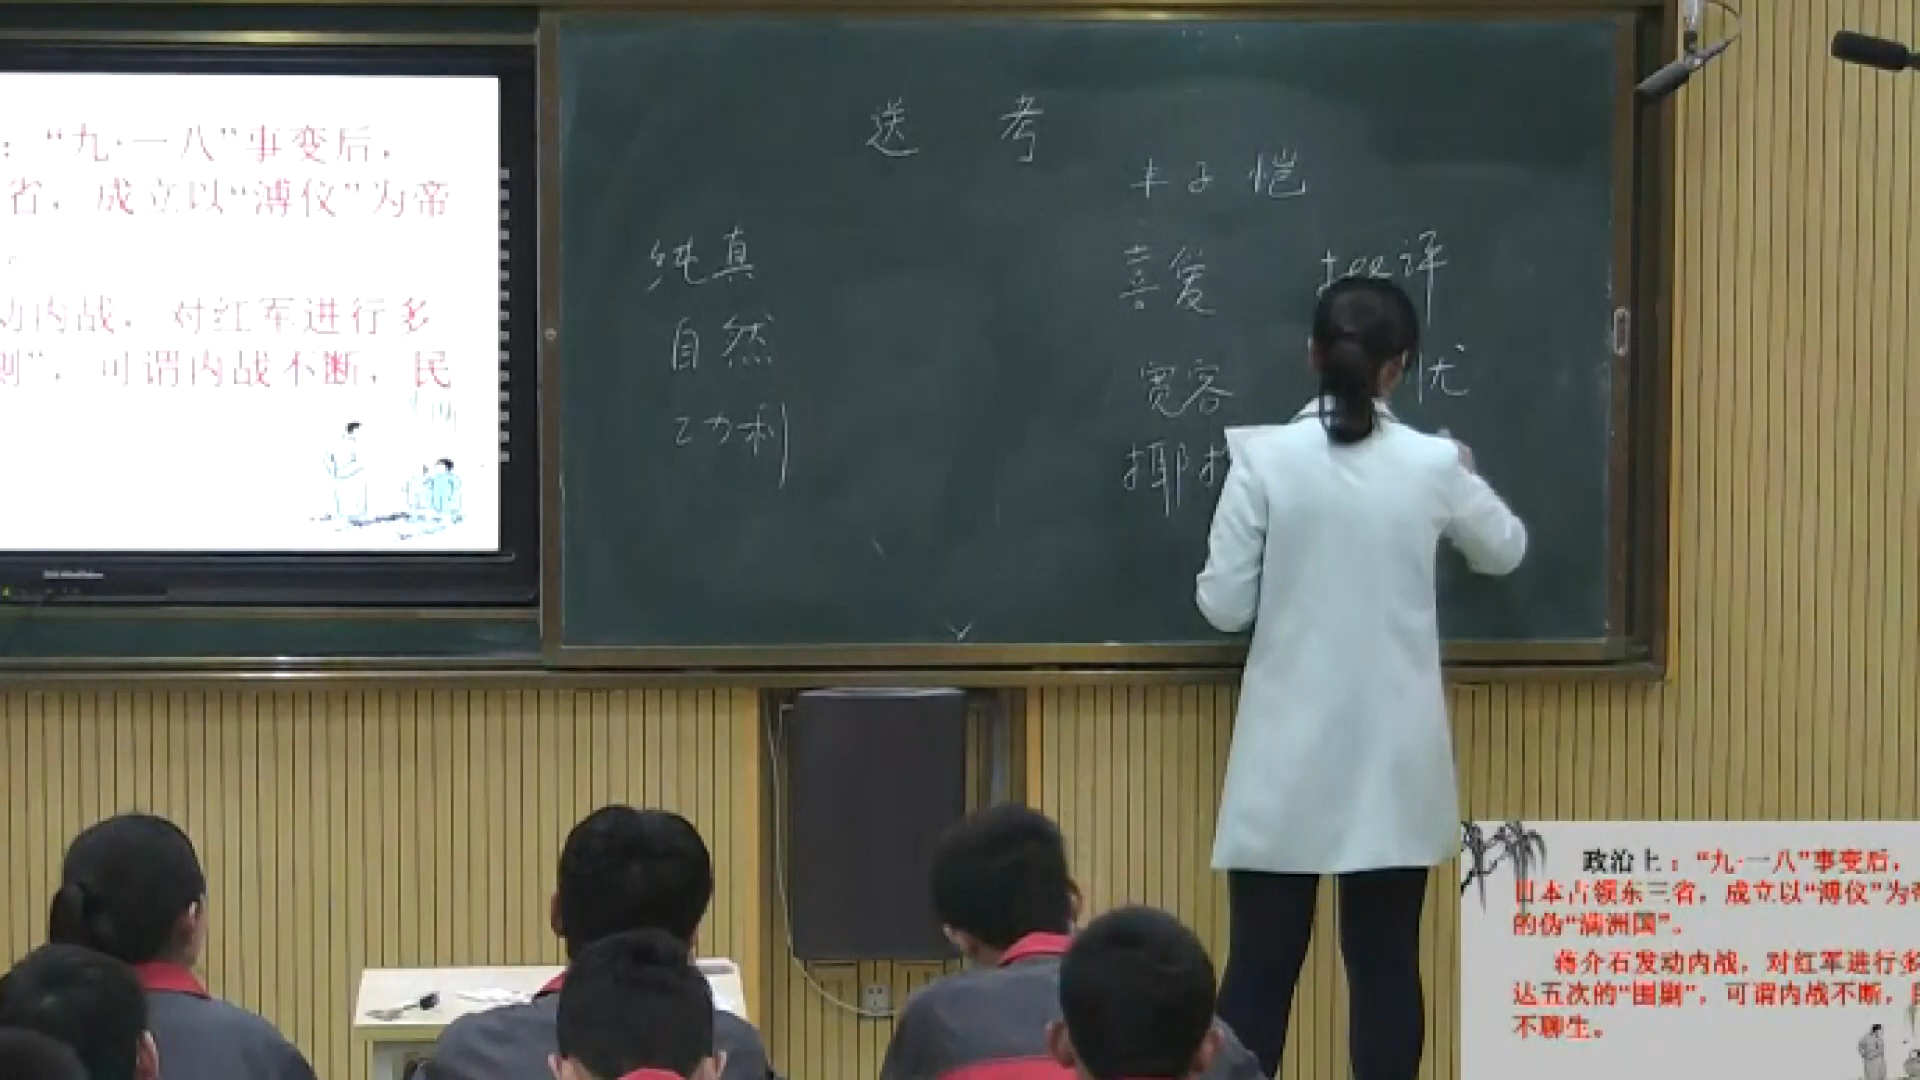 ：“九·一八”事变后，
省，成立以“溥仪”为帝
动内战，对红军进行多
剿”，可谓内战不断，民
送 考
丰子恺
纯真
自然
功利
喜爱 批评
宽容 忧
揶
政治上：“九·一八”事变后，
日本占领东三省，成立以“溥仪”为帝
的伪“满洲国”。
蒋介石发动内战，对红军进行多
达五次的“围剿”，可谓内战不断，民
不聊生。